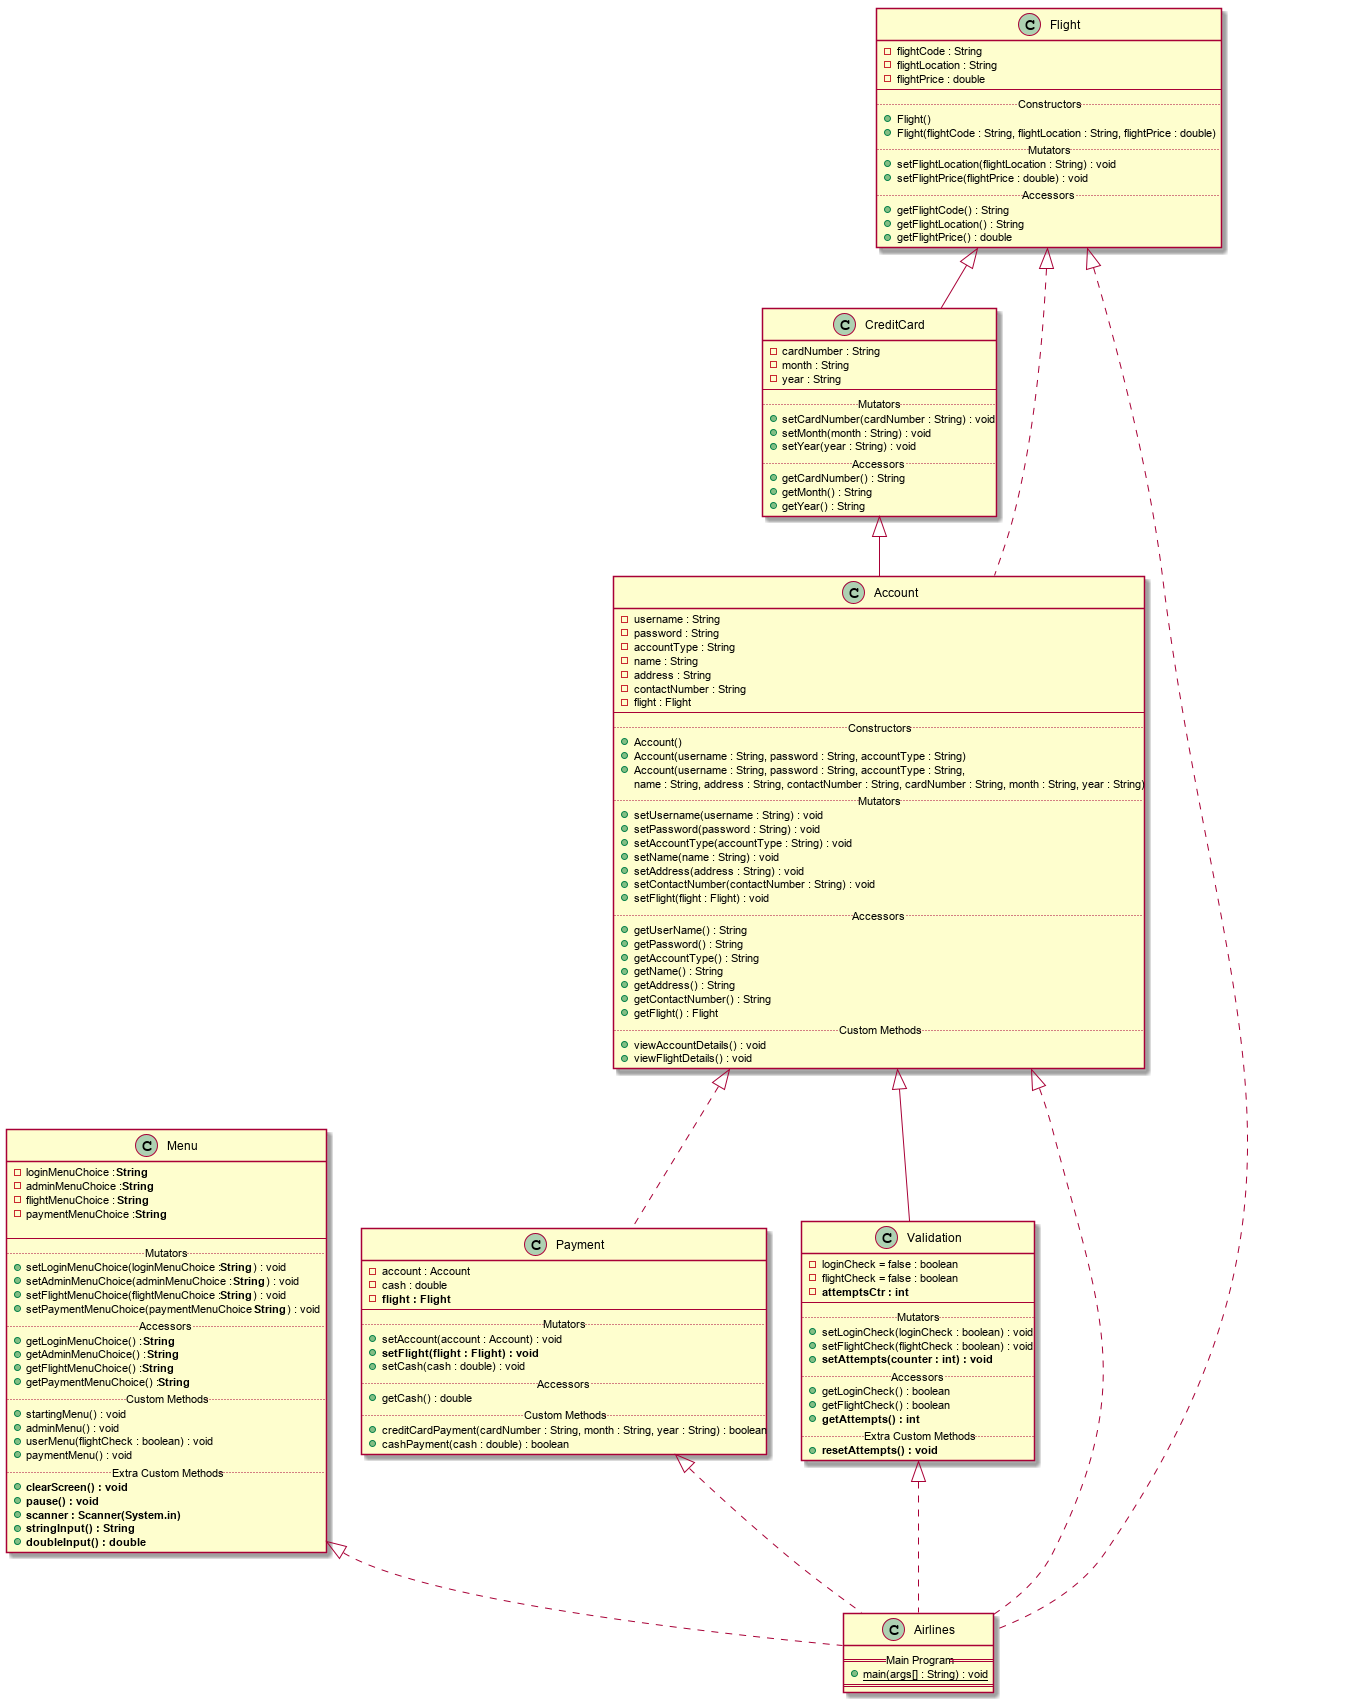 C Flight
flightCode : String
flightLocation : String
flightPrice : double
Constructors
Flight()
Flight(flightCode : String, flightLocation : String, flightPrice : double)
Mutators
setFlightLocation(flightLocation : String) : void
setFlightPrice(flightPrice : double) : void
Accessors
getFlightCode() : String
getFlightLocation() : String
getFlightPrice() : double
C CreditCard
cardNumber : String
month : String
year : String
Mutators
setCardNumber(cardNumber : String) : void
setMonth(month : String) : void
setYear(year : String) : void
Accessors
getCardNumber() : String
getMonth() : String
getYear() : String
C Account
username : String
password : String
accountType : String
name : String
address : String
contactNumber : String
flight : Flight
Constructors
Account()
Account(username : String, password : String, accountType : String)
Account(username : String, password : String, accountType : String,
name : String, address : String, contactNumber : String, cardNumber : String, month : String, year : String)
Mutators
setUsername(username : String) : void
setPassword(password : String) : void
setAccountType(accountType : String) : void
setName(name : String) : void
setAddress(address : String) : void
setContactNumber(contactNumber : String) : void
setFlight(flight : Flight) : void
Accessors
getUserName() : String
getPassword() : String
getAccountType() : String
getName() : String
getAddress() : String
getContactNumber() : String
getFlight() : Flight
Custom Methods
viewAccountDetails() : void
viewFlightDetails() : void
C Menu
loginMenuChoice :String
adminMenuChoice :String
flightMenuChoice : String
paymentMenuChoice :String
Mutators
setLoginMenuChoice(loginMenuChoice :String ) : void
setAdminMenuChoice(adminMenuChoice :String ) : void
setFlightMenuChoice(flightMenuChoice :String ) : void
setPaymentMenuChoice(paymentMenuChoice String ) : void
Accessors
getLoginMenuChoice() :String
getAdminMenuChoice() :String
getFlightMenuChoice() :String
getPaymentMenuChoice() :String
Custom Methods
startingMenu() : void
adminMenu() : void
userMenu(flightCheck : boolean) : void
paymentMenu() : void
Extra Custom Methods
clearScreen() : void
pause() : void
scanner : Scanner(System.in)
stringInput() : String
doubleInput() : double
C Payment
account : Account
cash : double
flight : Flight
Mutators
setAccount(account : Account) : void
setFlight(flight : Flight) : void
setCash(cash : double) : void
Accessors
getCash() : double
Custom Methods
creditCardPayment(cardNumber : String, month : String, year : String) : boolean
cashPayment(cash : double) : boolean
C Validation
loginCheck = false : boolean
flightCheck = false : boolean
attemptsCtr : int
Mutators
setLoginCheck(loginCheck : boolean) : void
setFlightCheck(flightCheck : boolean) : void
setAttempts(counter : int) : void
Accessors
getLoginCheck() : boolean
getFlightCheck() : boolean
getAttempts() : int
Extra Custom Methods
resetAttempts() : void
C Airlines
Main Program
main(args[] : String) : void